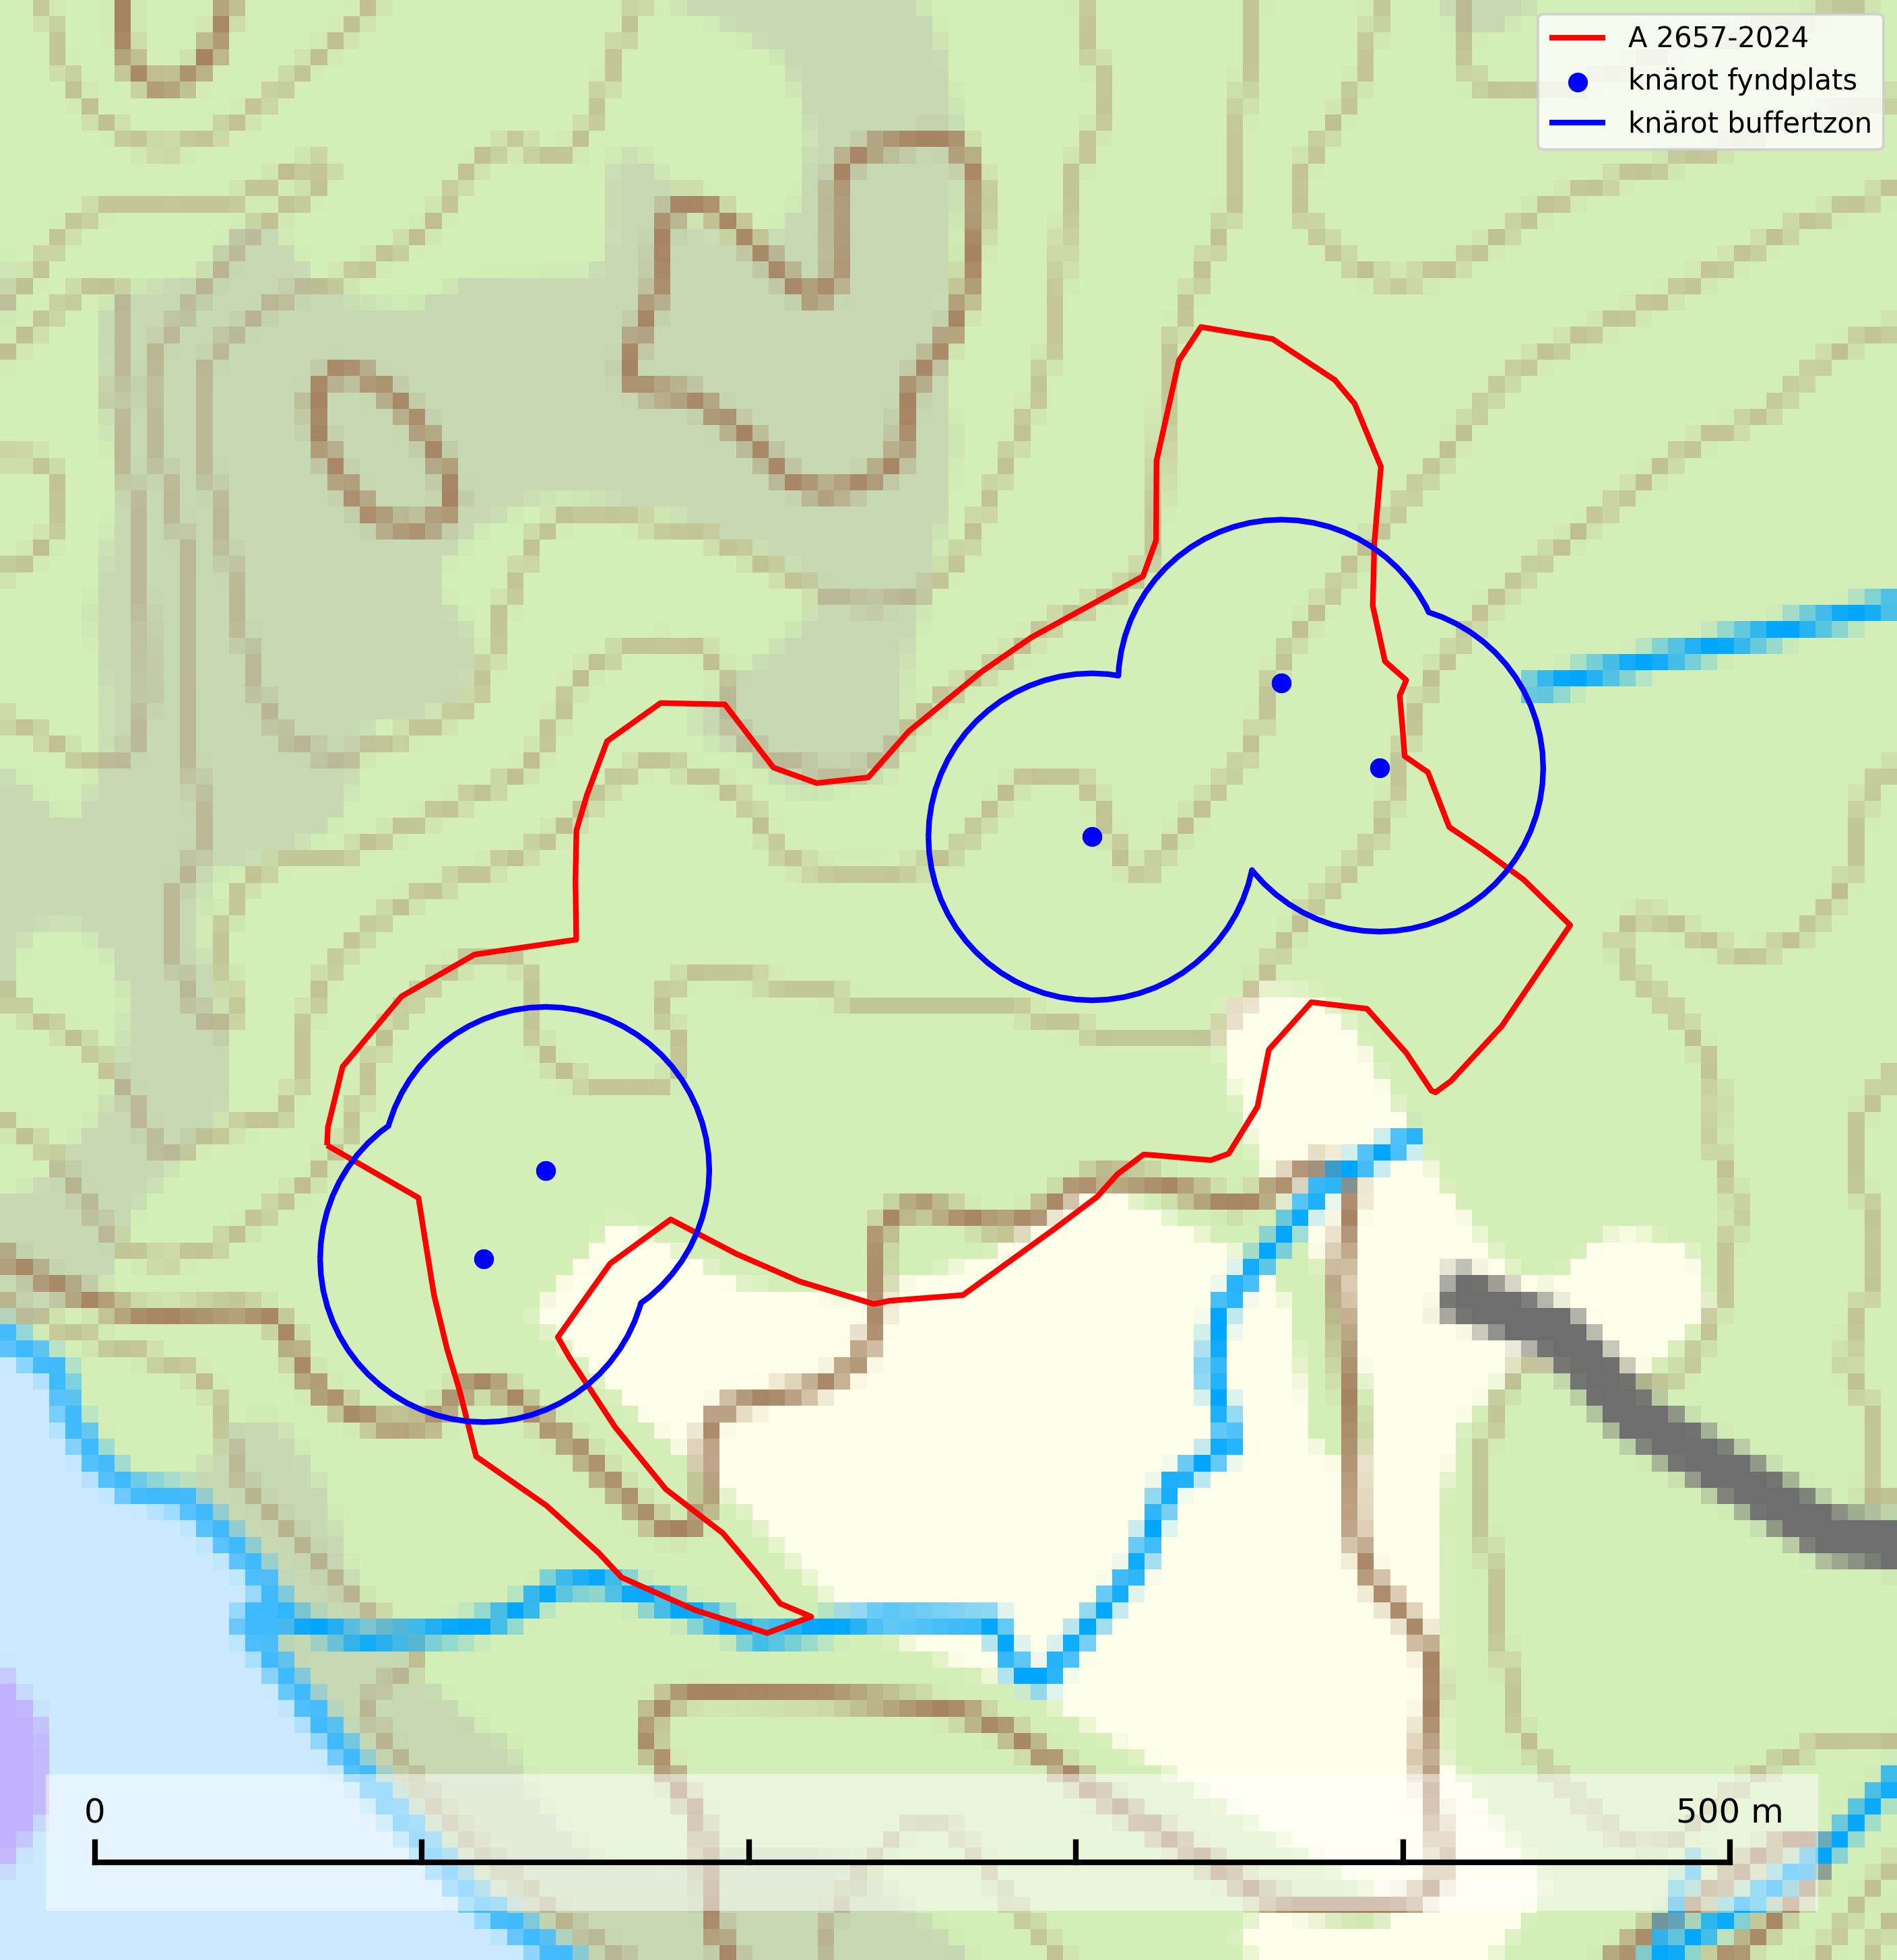 A 2657-2024
knärot fyndplats
knärot buffertzon
0 500 m